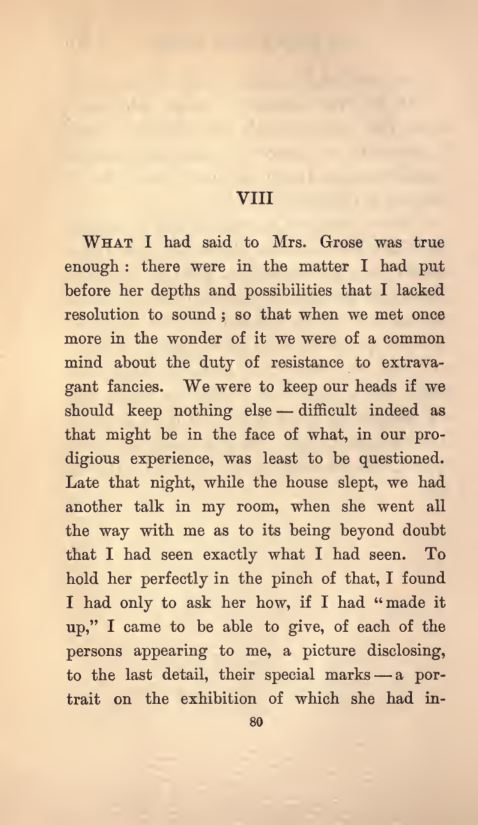 VIII
WHAT I had said to Mrs. Grose was true
enough : there were in the matter I had put
before her depths and possibilities that I lacked
resolution to sound ; so that when we met once
more in the wonder of it we were of a common
mind about the duty of resistance to extrava-
gant fancies. We were to keep our heads if we
should keep nothing else — difficult indeed as
that might be in the face of what, in our pro-
digious experience, was least to be questioned.
Late that night, while the house slept, we had
another talk in my room, when she went all
the way with me as to its being beyond doubt
that I had seen exactly what I had seen. To
hold her perfectly in the pinch of that, I found
I had only to ask her how, if I had “made it
up,” I came to be able to give, of each of the
persons appearing to me, a picture disclosing,
to the last detail, their special marks — a por-
trait on the exhibition of which she had in-
80